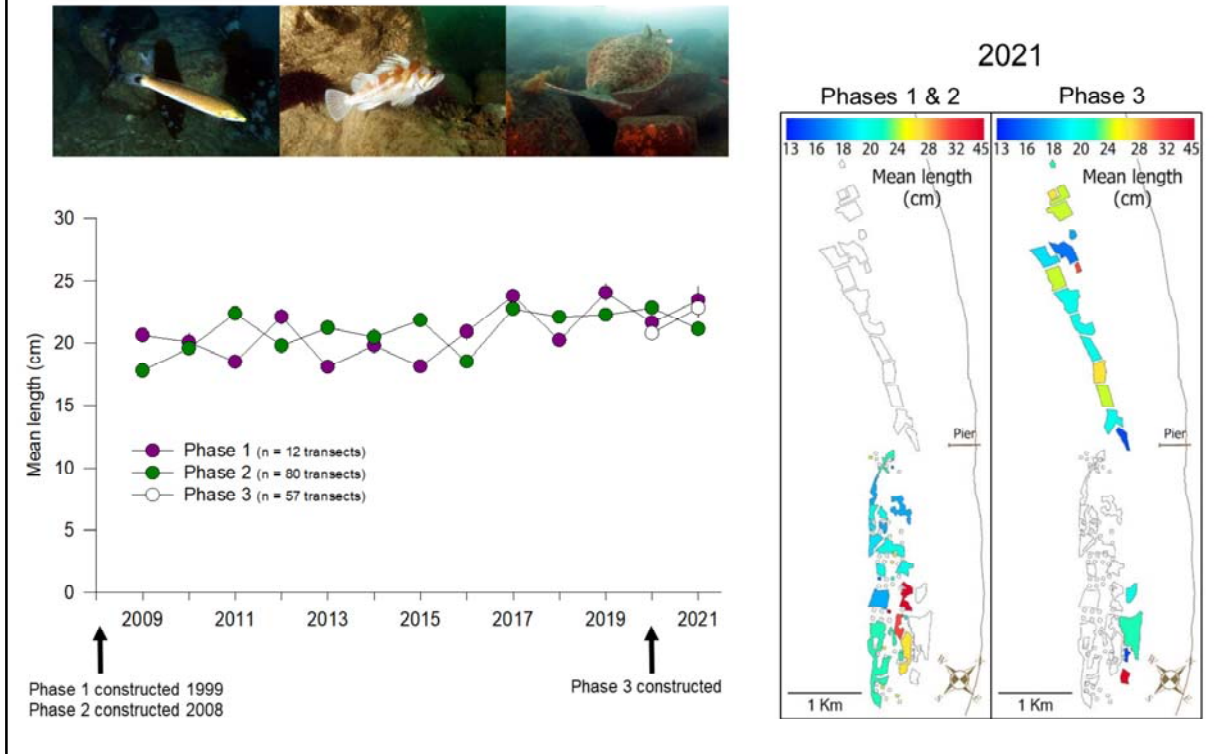 2021
Phases 1 & 2
Phase 3
13 16 18 20 24 28 32 45
13 16 18 20 24 28 32 45
Mean length
(cm)
Mean length
(cm)
Pier
Pier
1 Km
1 Km
Mean length (cm)
30
25
20
15
10
5
0
Phase 1 (n = 12 transects)
Phase 2 (n = 80 transects)
Phase 3 (n = 57 transects)
2009 2011 2013 2015 2017 2019 2021
Phase 1 constructed 1999
Phase 2 constructed 2008
Phase 3 constructed